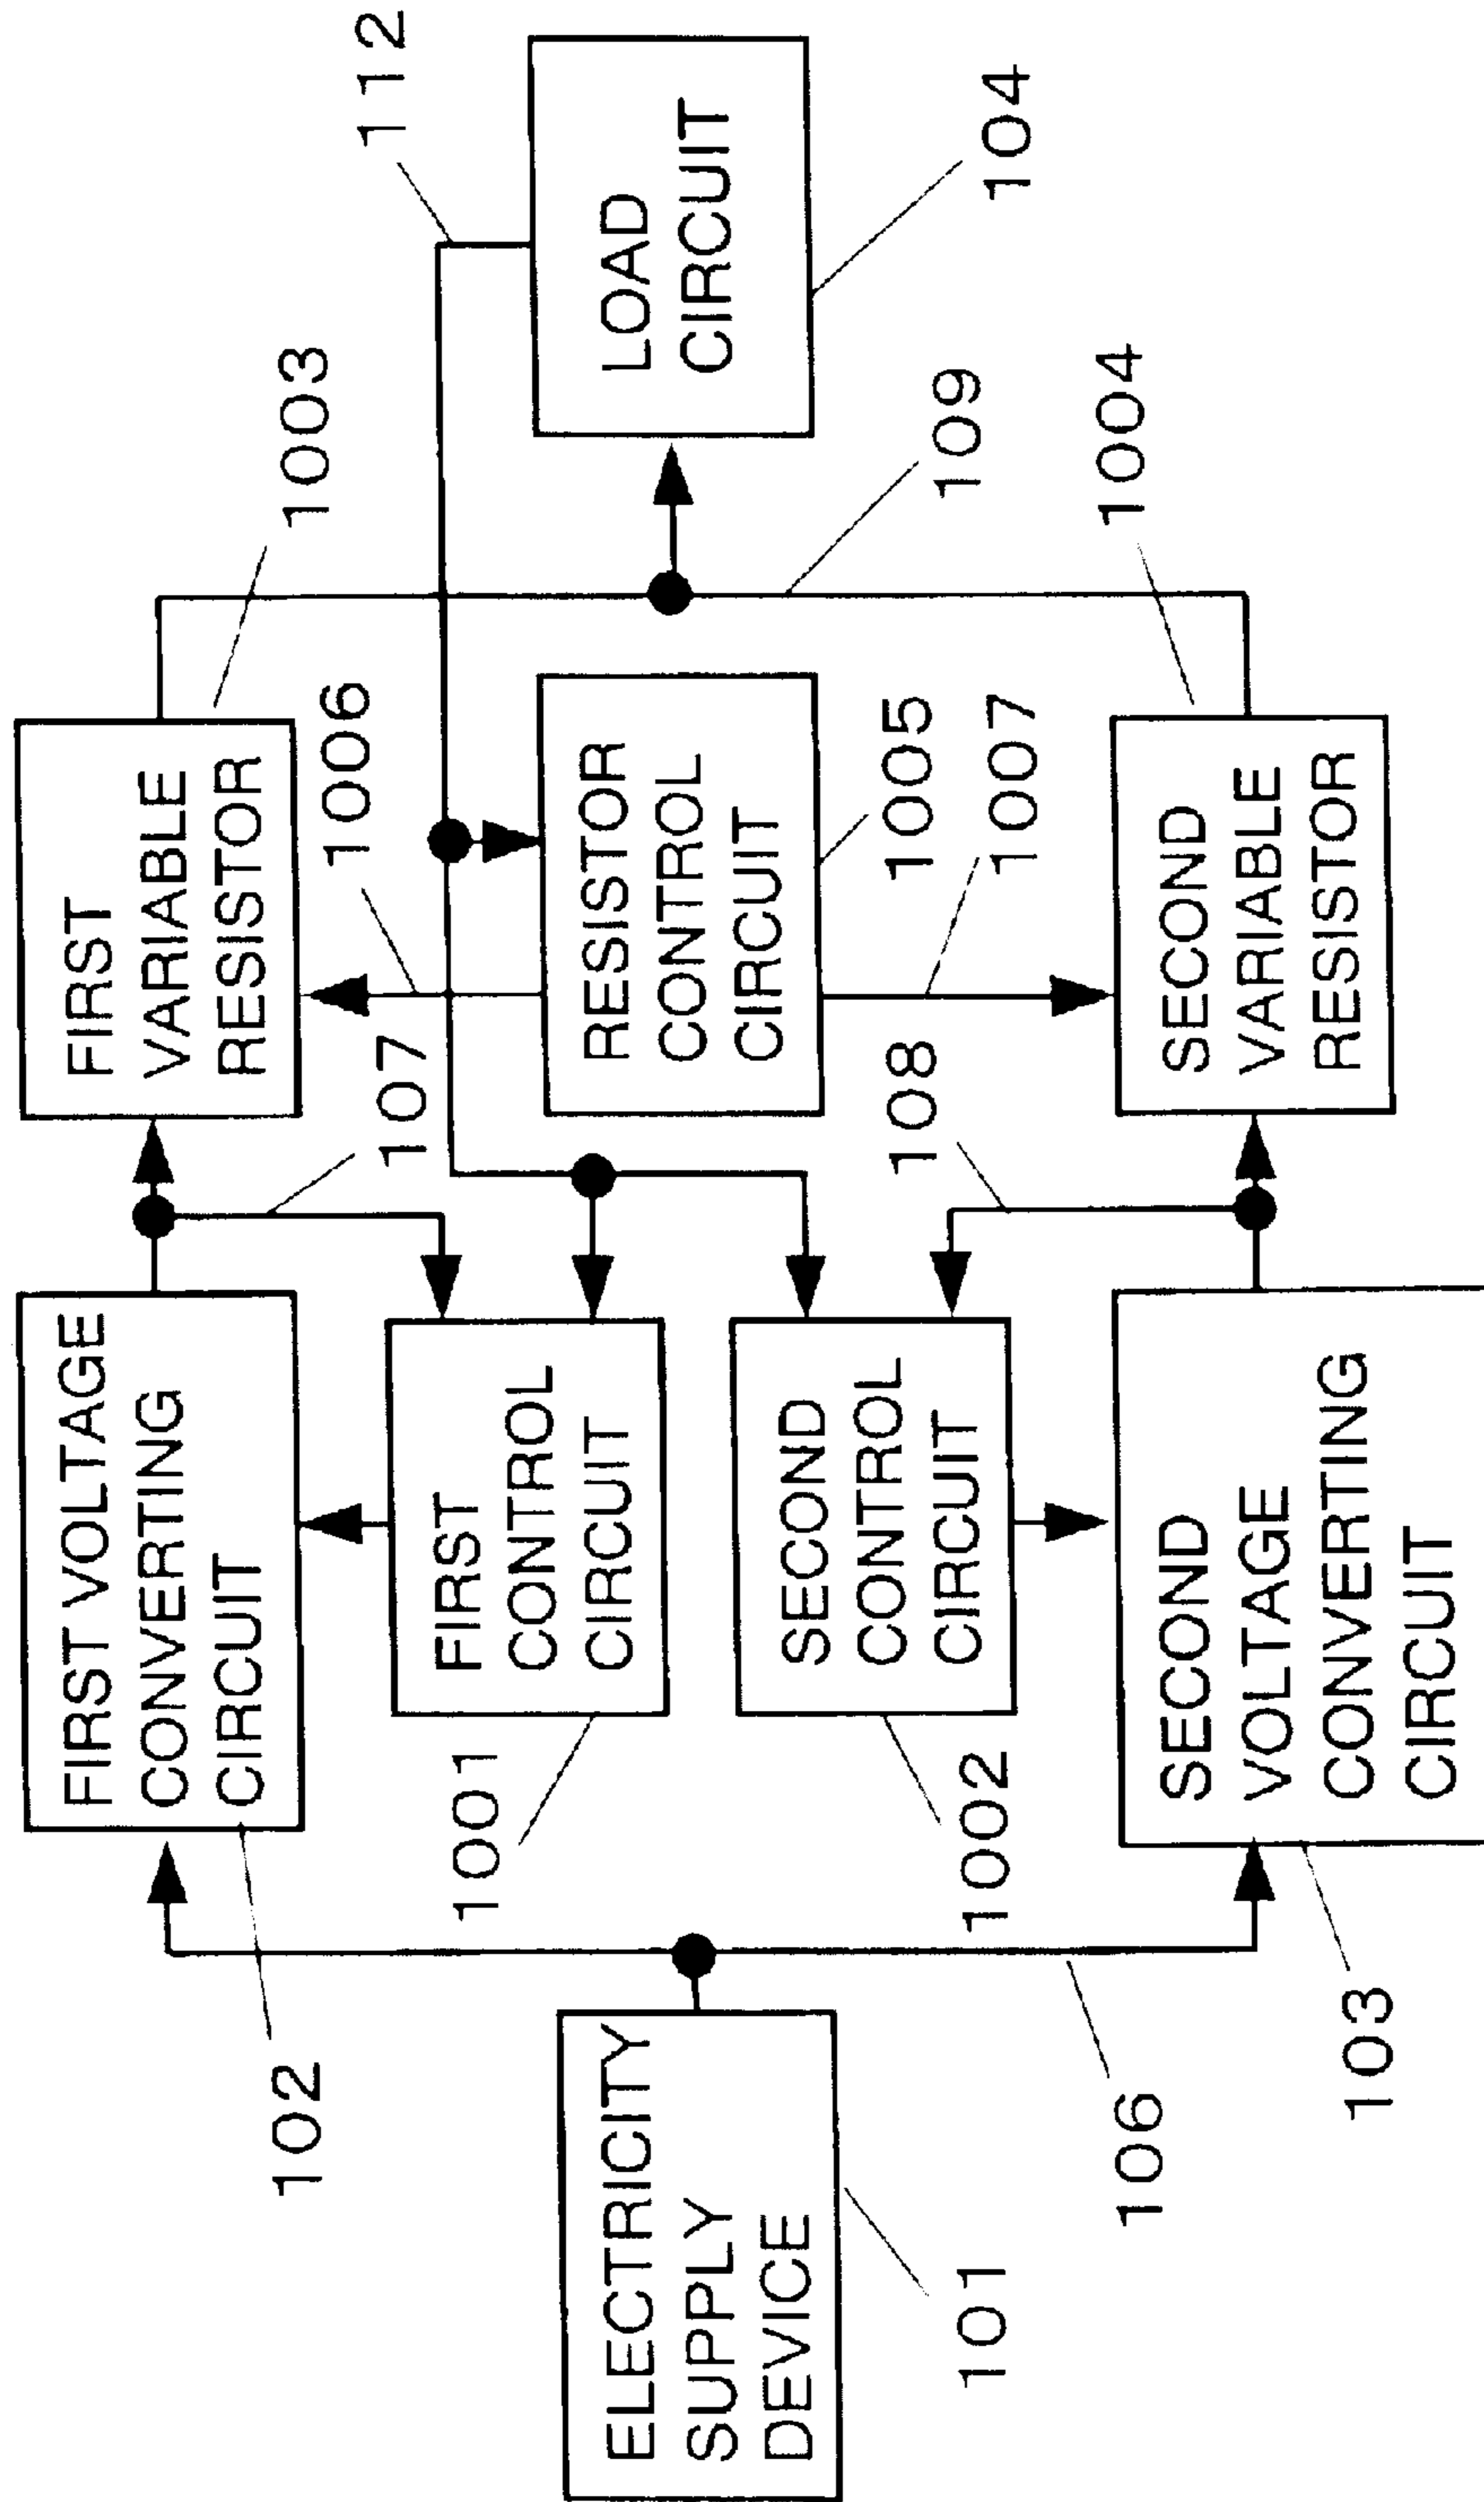 ELECTRICITY
SUPPLY
DEVICE
101
106
102
FIRST VOLTAGE
CONVERTING
CIRCUIT
1001
FIRST
CONTROL
CIRCUIT
SECOND
CONTROL
CIRCUIT
1002
SECOND
VOLTAGE
CONVERTING
CIRCUIT
103
107
108
FIRST
VARIABLE
RESISTOR
1003
1006
RESISTOR
CONTROL
CIRCUIT
1005
1007
SECOND
VARIABLE
RESISTOR
1004
109
112
LOAD
CIRCUIT
104